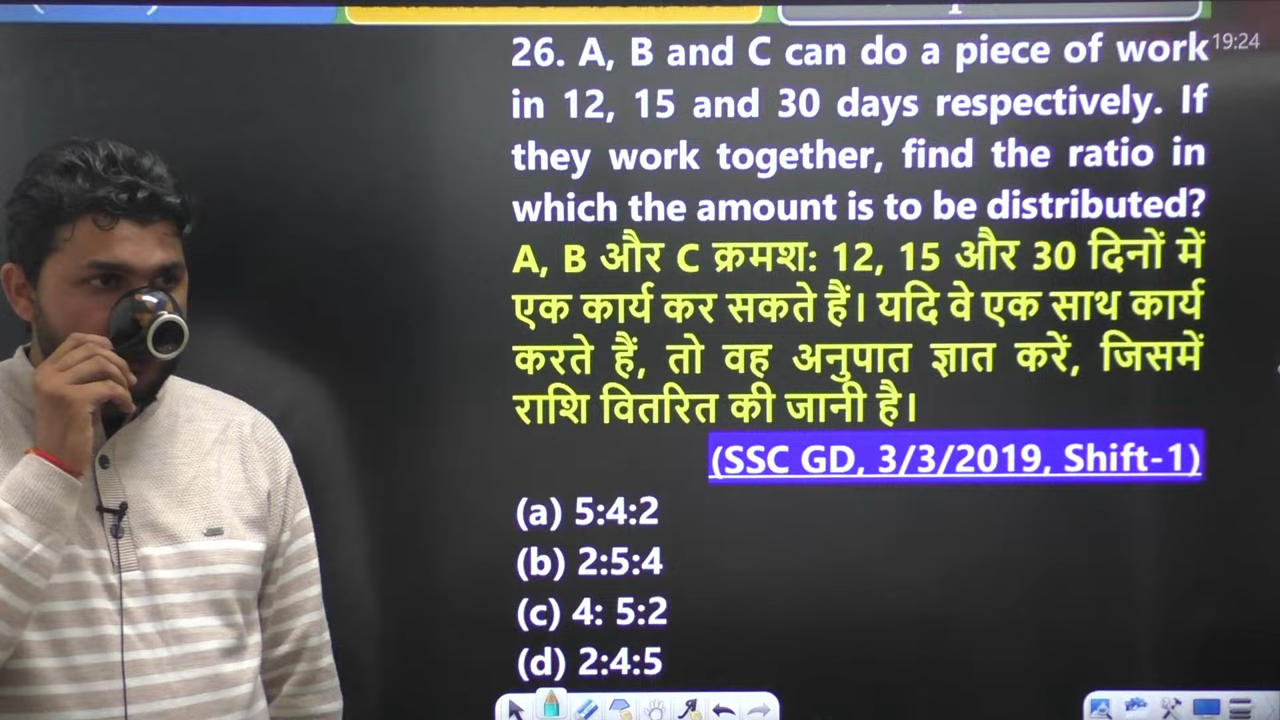 19:24
26. A, B and C can do a piece of work
in 12, 15 and 30 days respectively. If
they work together, find the ratio in
which the amount is to be distributed?
A, B और C क्रमश: 12, 15 और 30 दिनों में
एक कार्य कर सकते हैं। यदि वे एक साथ कार्य
करते हैं, तो वह अनुपात ज्ञात करें, जिसमें
राशि वितरित की जानी है।
(SSC GD, 3/3/2019, Shift-1)
(a) 5:4:2
(b) 2:5:4
(c) 4: 5:2
(d) 2:4:5